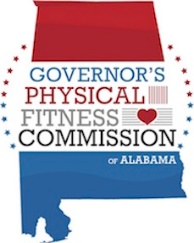 GOVERNOR'S
PHYSICAL
FITNESS
COMMISSION
OF ALABAMA